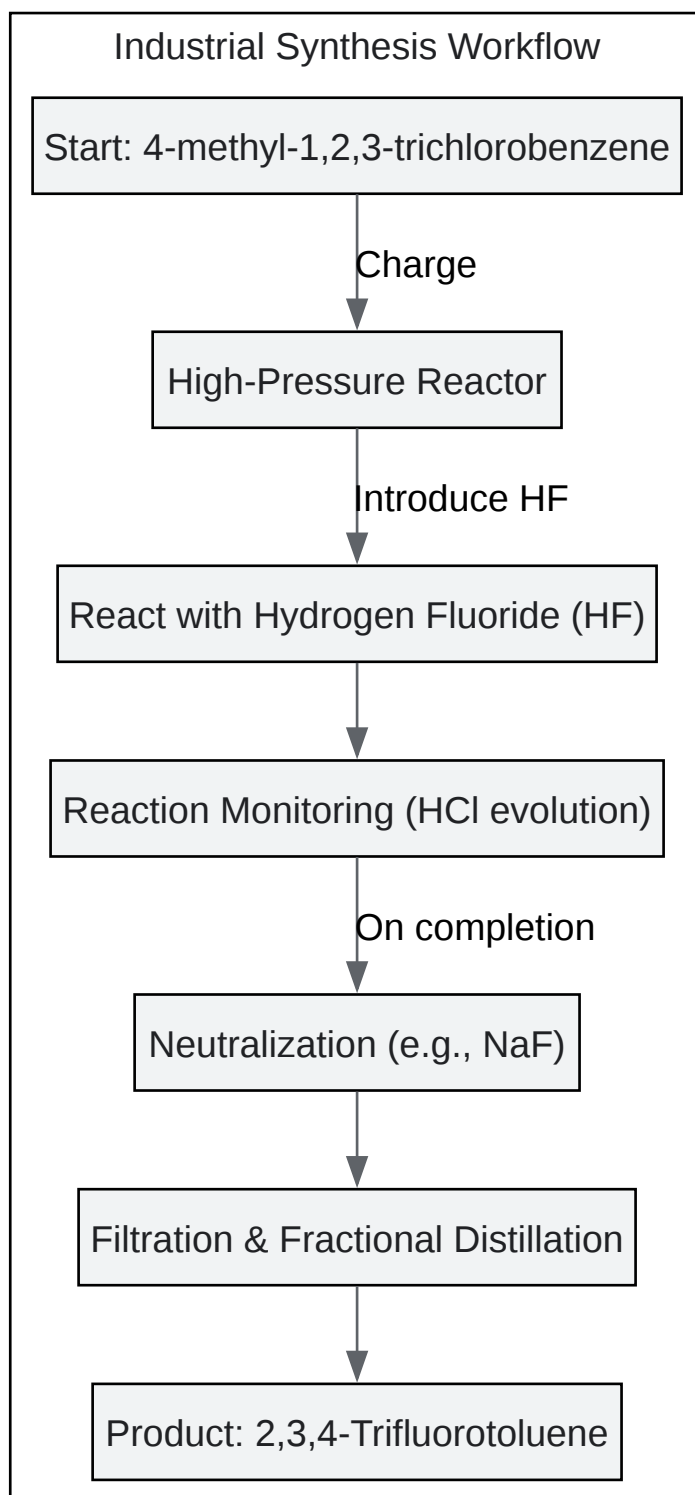 Industrial Synthesis Workflow
Start: 4-methyl-1,2,3-trichlorobenzene
Charge
High-Pressure Reactor
Introduce HF
React with Hydrogen Fluoride (HF)
Reaction Monitoring (HCl evolution)
On completion
Neutralization (e.g., NaF)
Filtration & Fractional Distillation
Product: 2,3,4-Trifluorotoluene